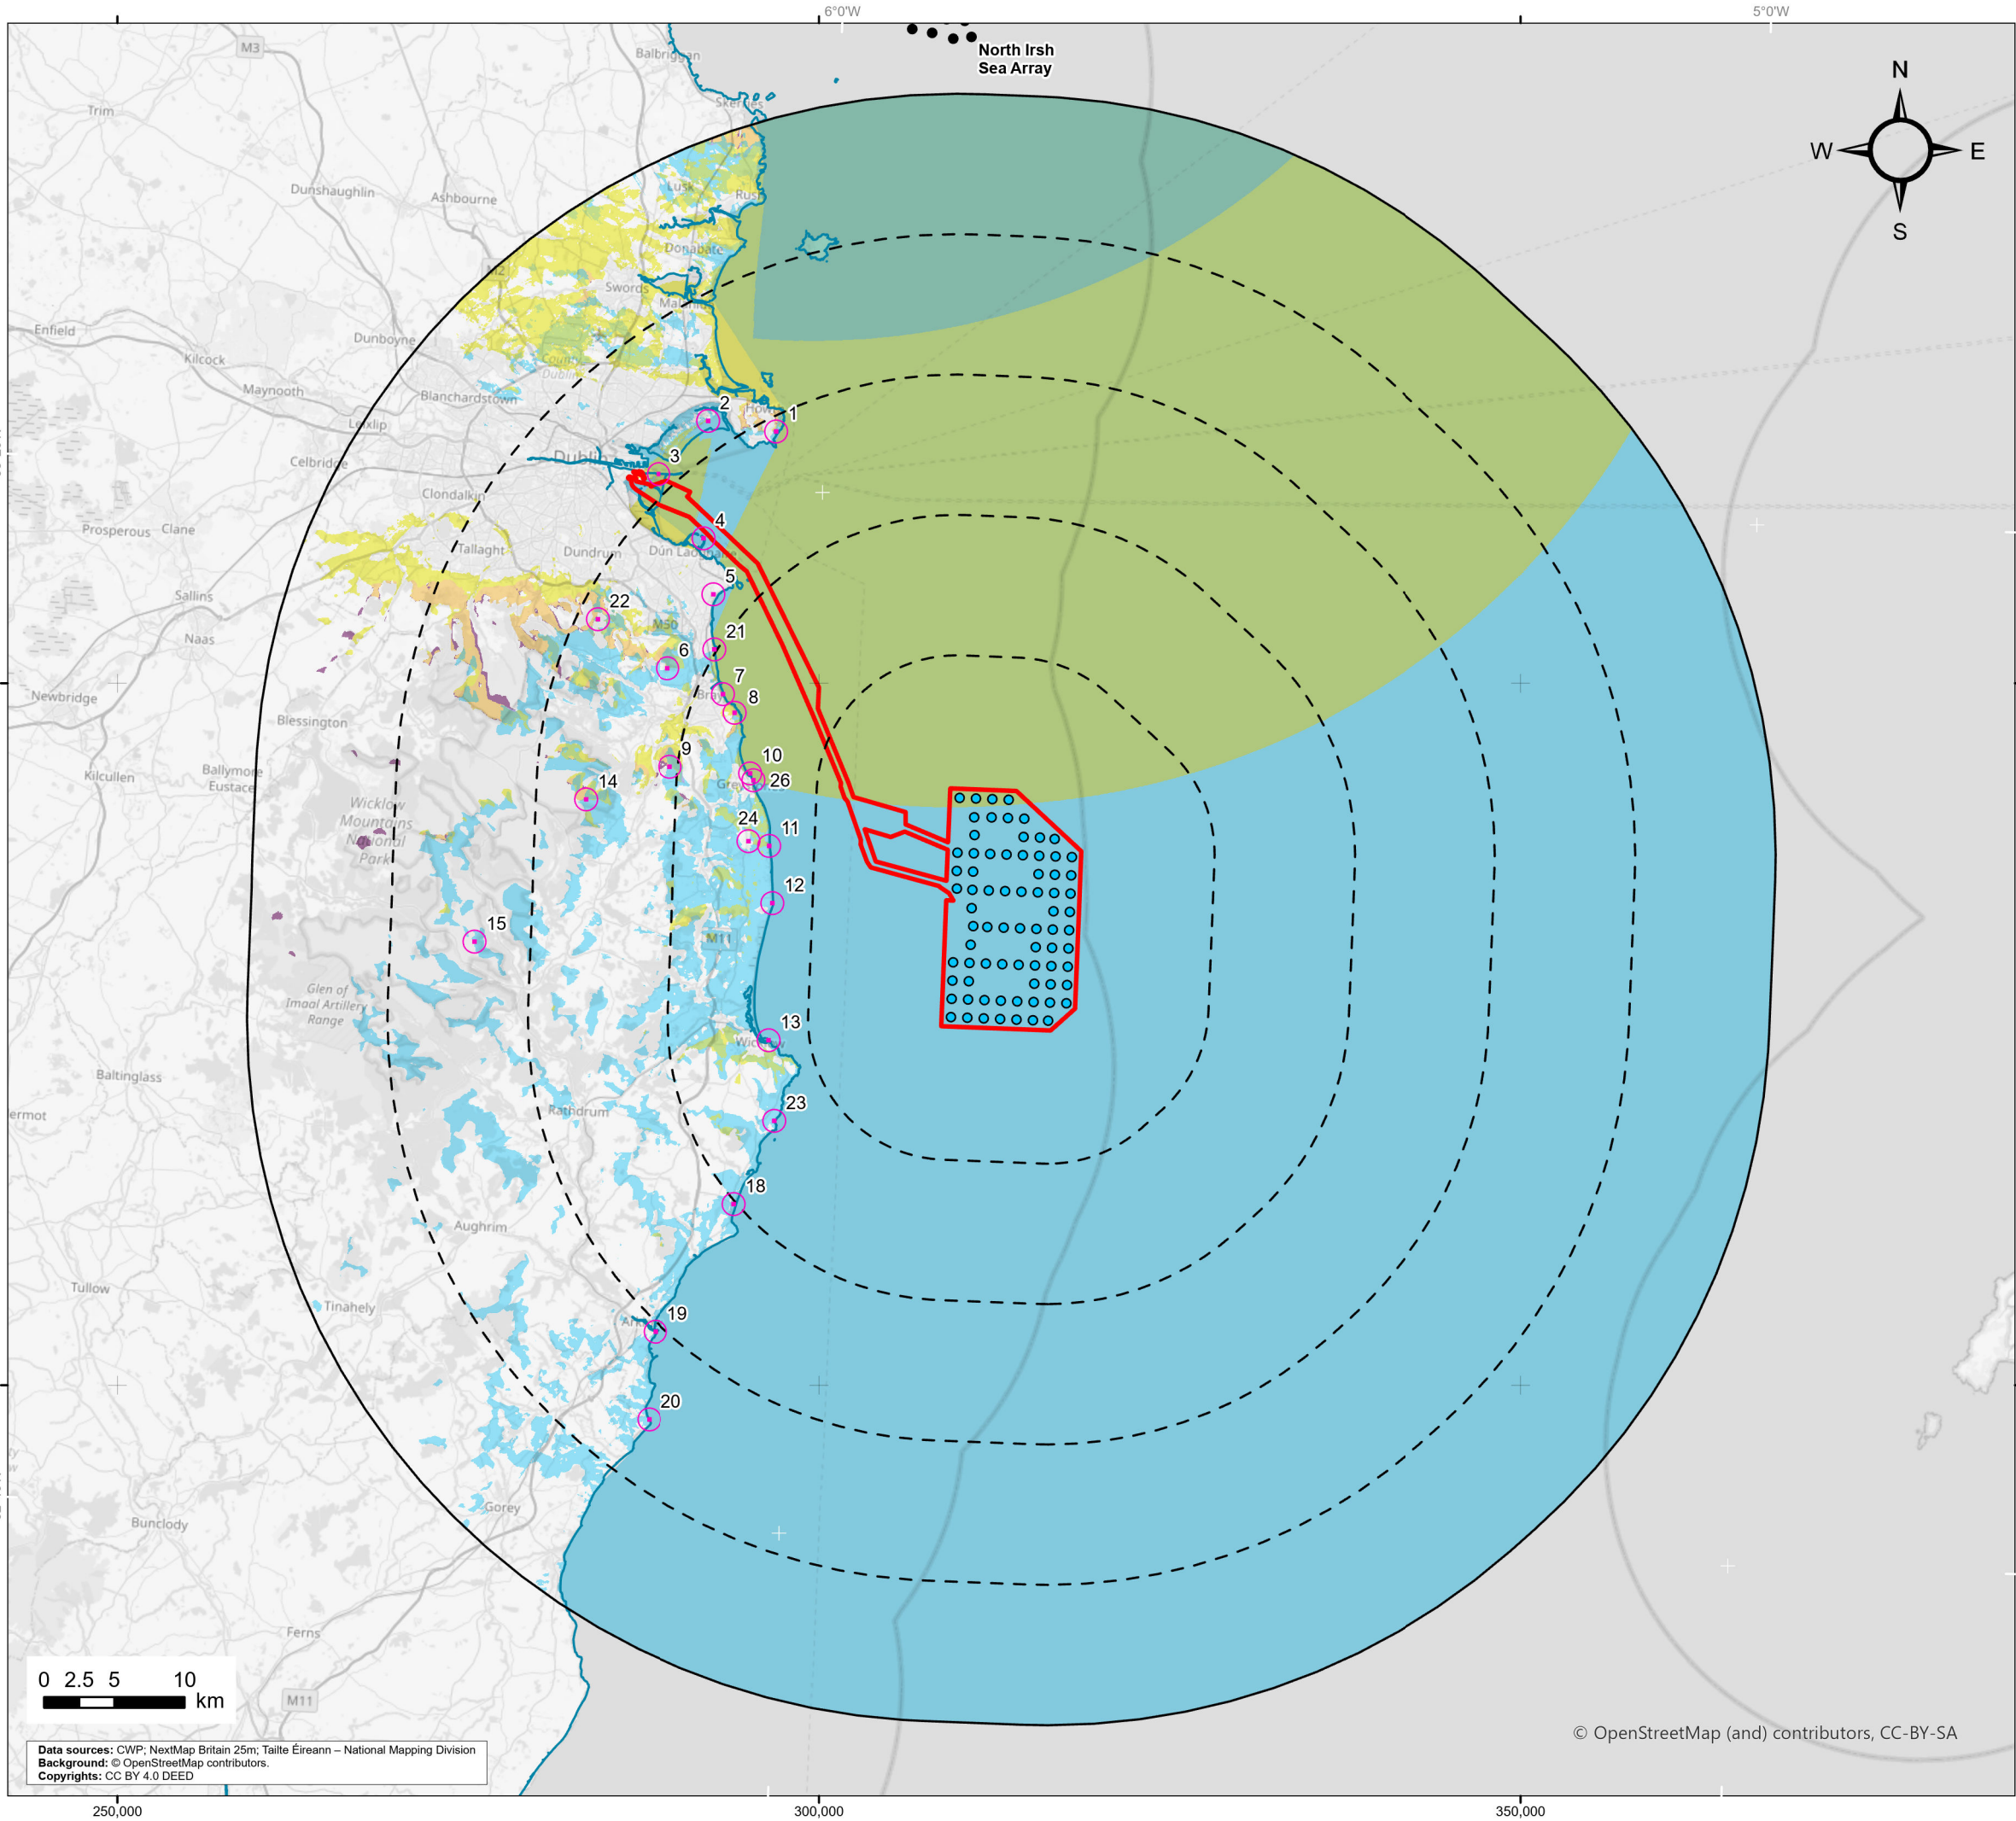 6°0'W
5°0'W
M3
Balbriggan
North Irsh
Sea Array
N
W
E
S
Trim
Skerries
Dunshaughlin
Ashbourne
Lusk
Rush
Donabate
M2
Swords
Enfield
Dunboyne
Kilcock
County
Dublin
Maynooth
Blanchardstown
2
1
Leixlip
Dublin
3
Celbridge
Clondalkin
4
Prosperous
Clane
Tallaght
Dundrum
Dún Laoghaire
5
Sallins
22
M50
21
Naas
6
7
Newbridge
8
Blessington
9
10
Kilcullen
Ballymore
Eustace
14
26
Wicklow
Mountains
National
Park
24
11
12
15
M11
Glen of
Imaal Artillery
Range
13
Baltinglass
23
Rathdrum
18
Aughrim
Tullow
Tinahely
19
20
Gorey
Bunclody
Ferns
0 2.5 5 10
km
M11
© OpenStreetMap (and) contributors, CC-BY-SA
Data sources: CWP; NextMap Britain 25m; Tailte Éireann – National Mapping Division
Background: © OpenStreetMap contributors.
Copyrights: CC BY 4.0 DEED
250,000
300,000
350,000